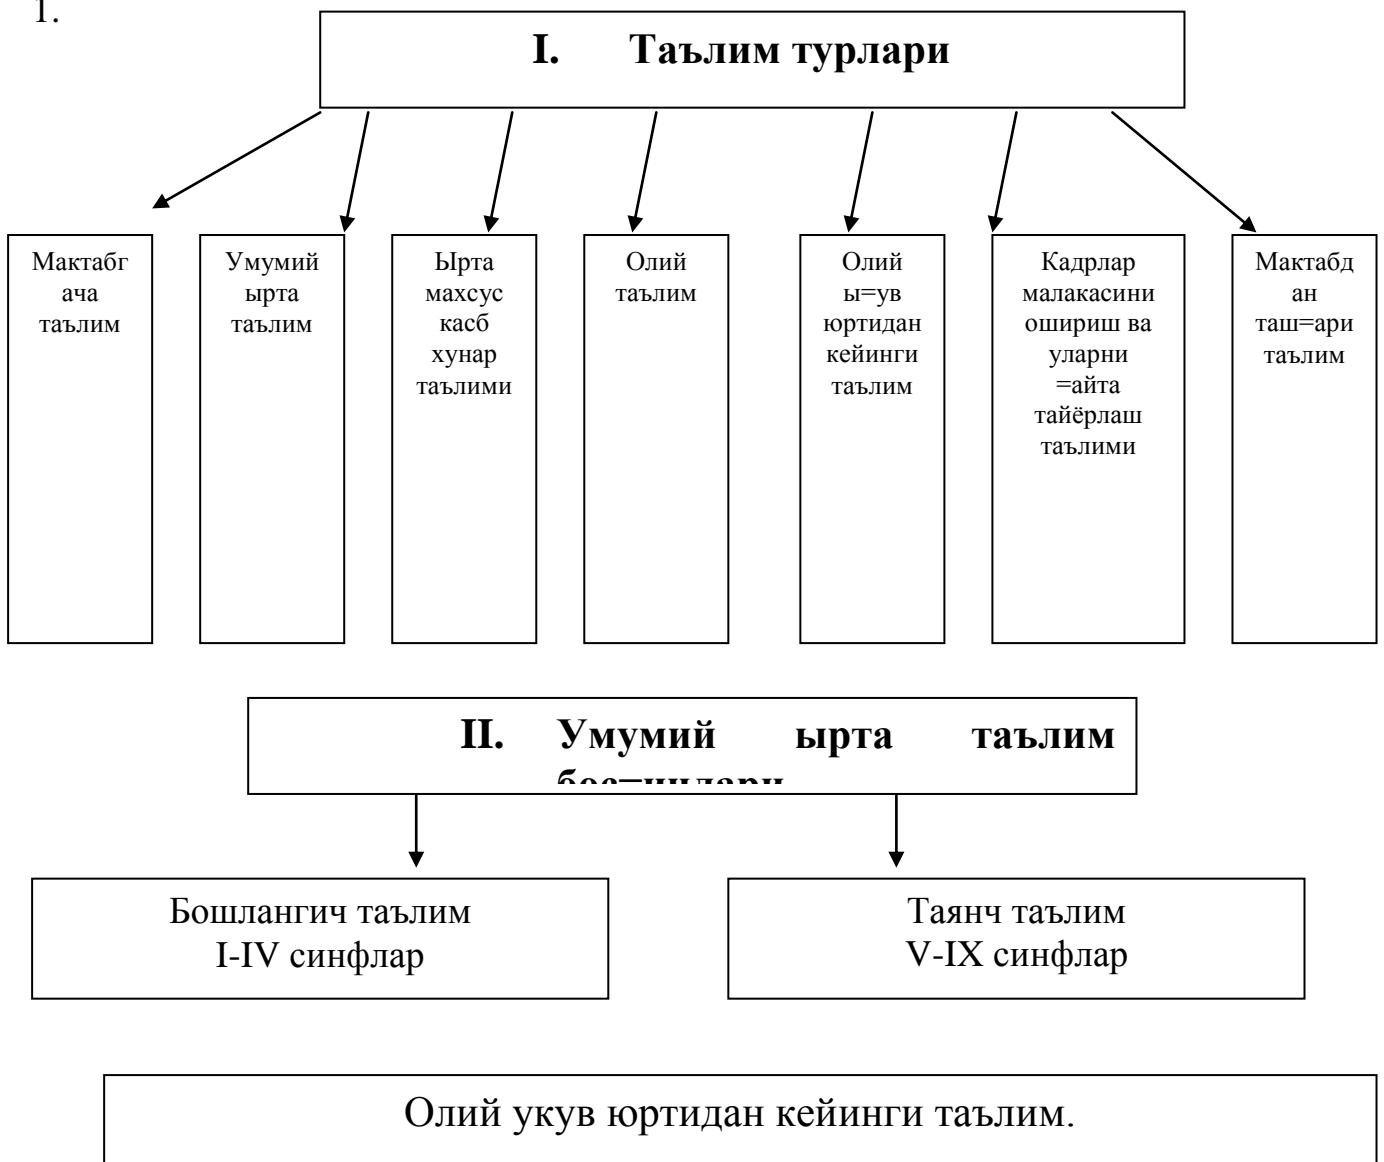 1.
I. Таълим турлари
Мактабг
ача
таълим
Умумий
ырта
таълим
Ырта
махсус
касб
хунар
таълими
Олий
таълим
Олий
ы=ув
юртидан
кейинги
таълим
Кадрлар
малакасини
ошириш ва
уларни
=айта
тайёрлаш
таълими
Мактабд
ан
таш=ари
таълим
II. Умумий ырта таълим
Бошлангич таълим
I-IV синфлар
Таянч таълим
V-IX синфлар
Олий укув юртидан кейинги таълим.